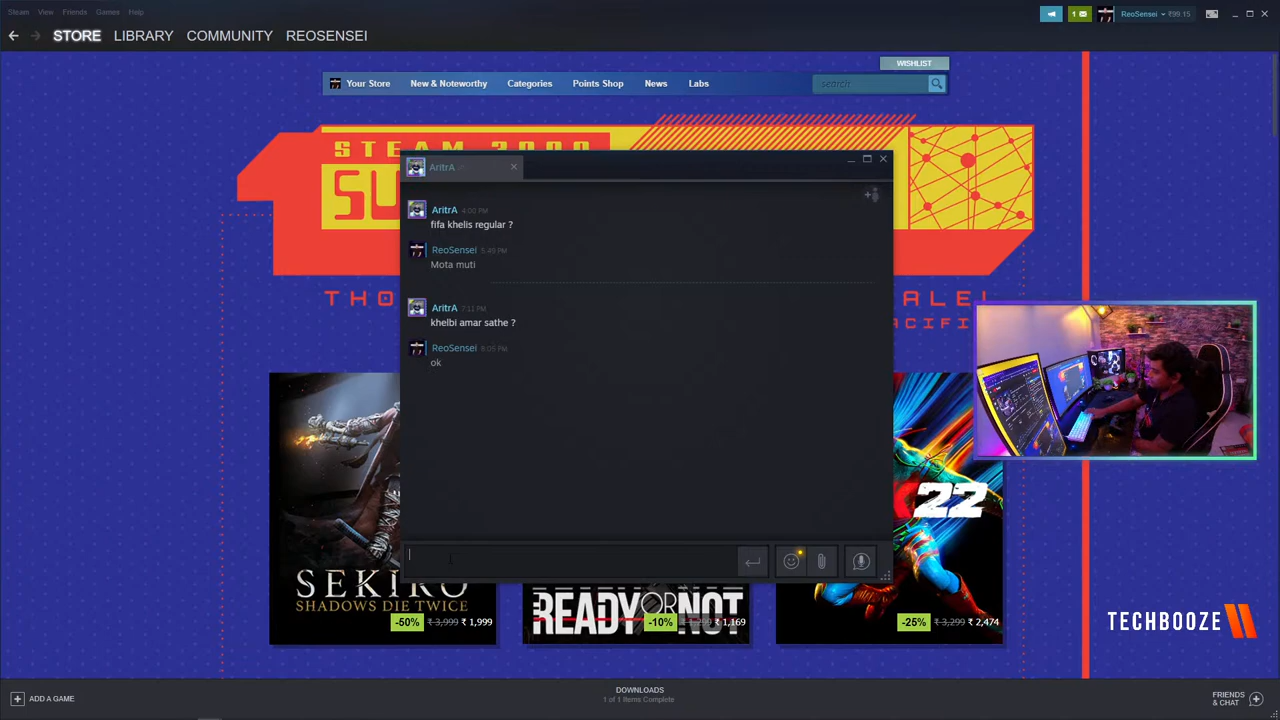 Steam View Friends Games Help
1
ReoSensei ₹99.15
STORE LIBRARY COMMUNITY REOSENSEI
WISHLIST
Your Store New & Noteworthy Categories Points Shop News Labs search
STEAM 3000
SU
AritrA
AritrA 4:00 PM
fifa khelis regular ?
ReoSensei 5:49 PM
Mota muti
AritrA 7:11 PM
khelbi amar sathe ?
ReoSensei 8:05 PM
ok
THO
ALE!
ACIFI
SEKIRO
SHADOWS DIE TWICE
-50% ₹ 3,999 ₹ 1,999
READY OR NOT
-10% ₹ 1,299 ₹ 1,169
K22
-25% ₹ 3,299 ₹ 2,474
TECHBOOZE
ADD A GAME
DOWNLOADS
1 of 1 Items Complete
FRIENDS
& CHAT